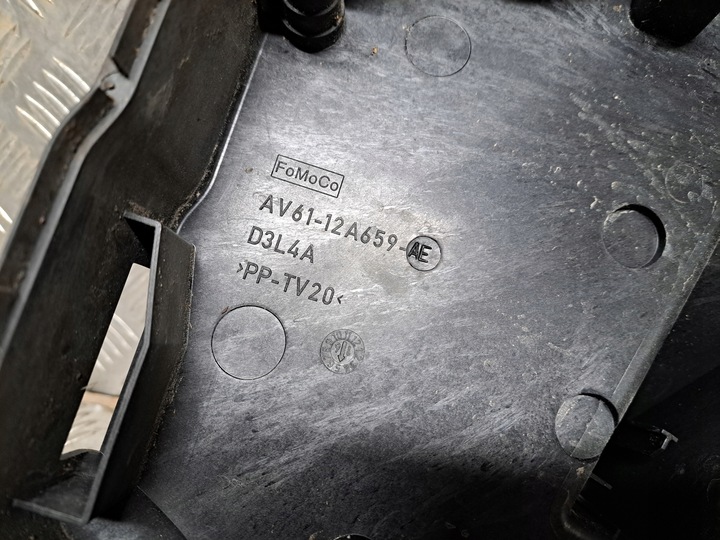 FoMoCo
AV61-12A659-AE
D3L4A
>PP-TV20<